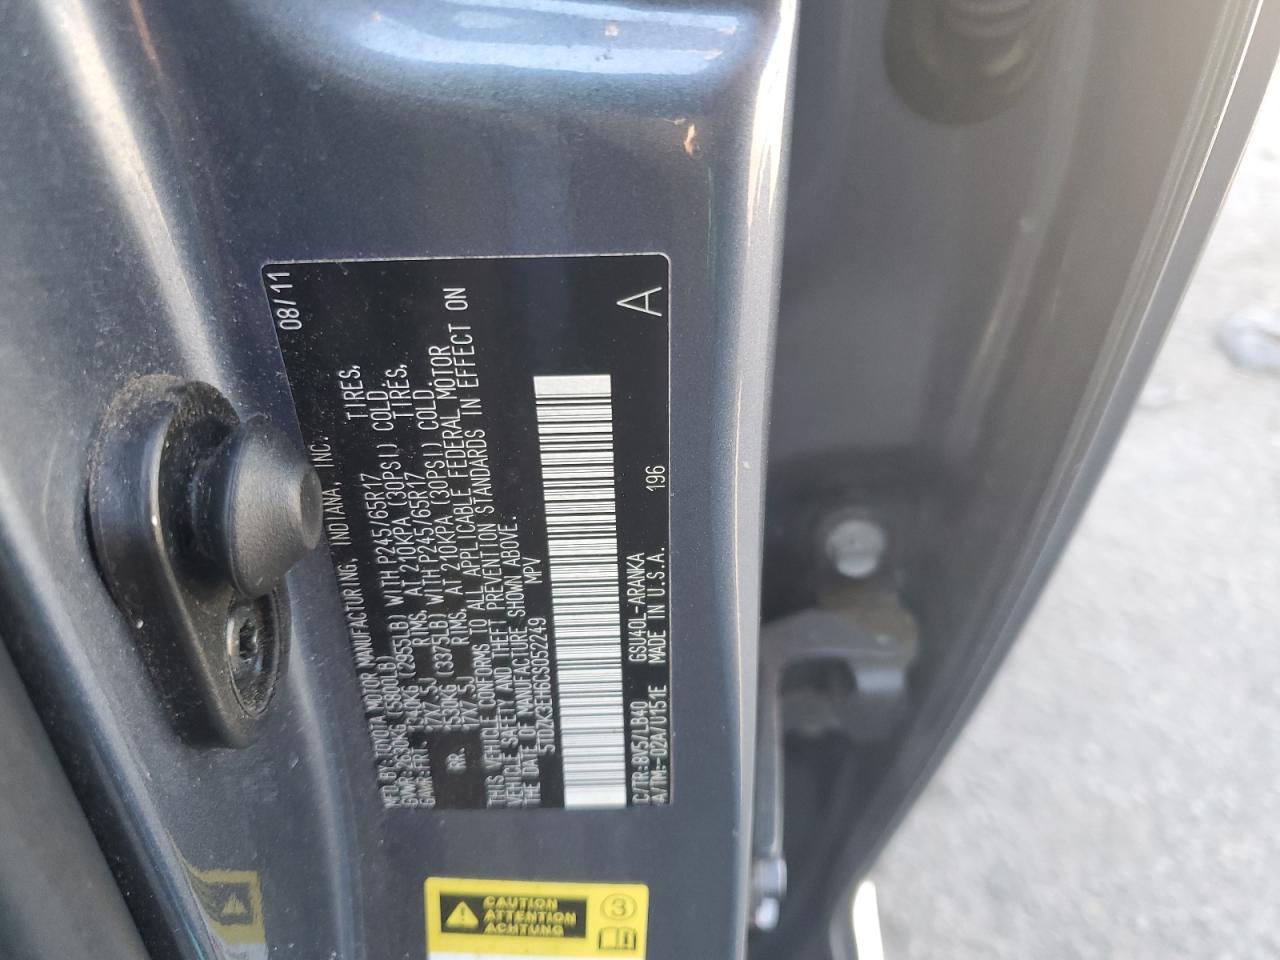 08/11
MFD. BY: TOYOTA MOTOR MANUFACTURING, INDIANA, INC.
GVWR: 2630KG (5800LB)
GAWR: FRT. 1340KG (2955LB) WITH P245/65R17 TIRES,
17X7.5J RIMS, AT 210KPA (30PSI) COLD.
RR. 1530KG (3375LB) WITH P245/65R17 TIRES,
17X7.5J RIMS, AT 210KPA (30PSI) COLD.
THIS VEHICLE CONFORMS TO ALL APPLICABLE FEDERAL MOTOR
VEHICLE SAFETY AND THEFT PREVENTION STANDARDS IN EFFECT ON
THE DATE OF MANUFACTURE SHOWN ABOVE.
5TDZK3EH6CS052249 MPV
C/TR: 8V5/LB40 GSU40L-ARANKA 196 A
A/TM: -02A/U151E MADE IN U.S.A.
CAUTION
ATTENTION
ACHTUNG
3